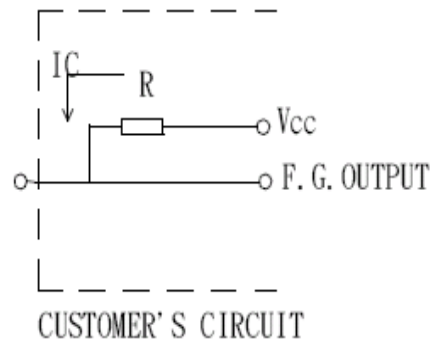 IC
R
Vcc
F. G. OUTPUT
CUSTOMER'S CIRCUIT